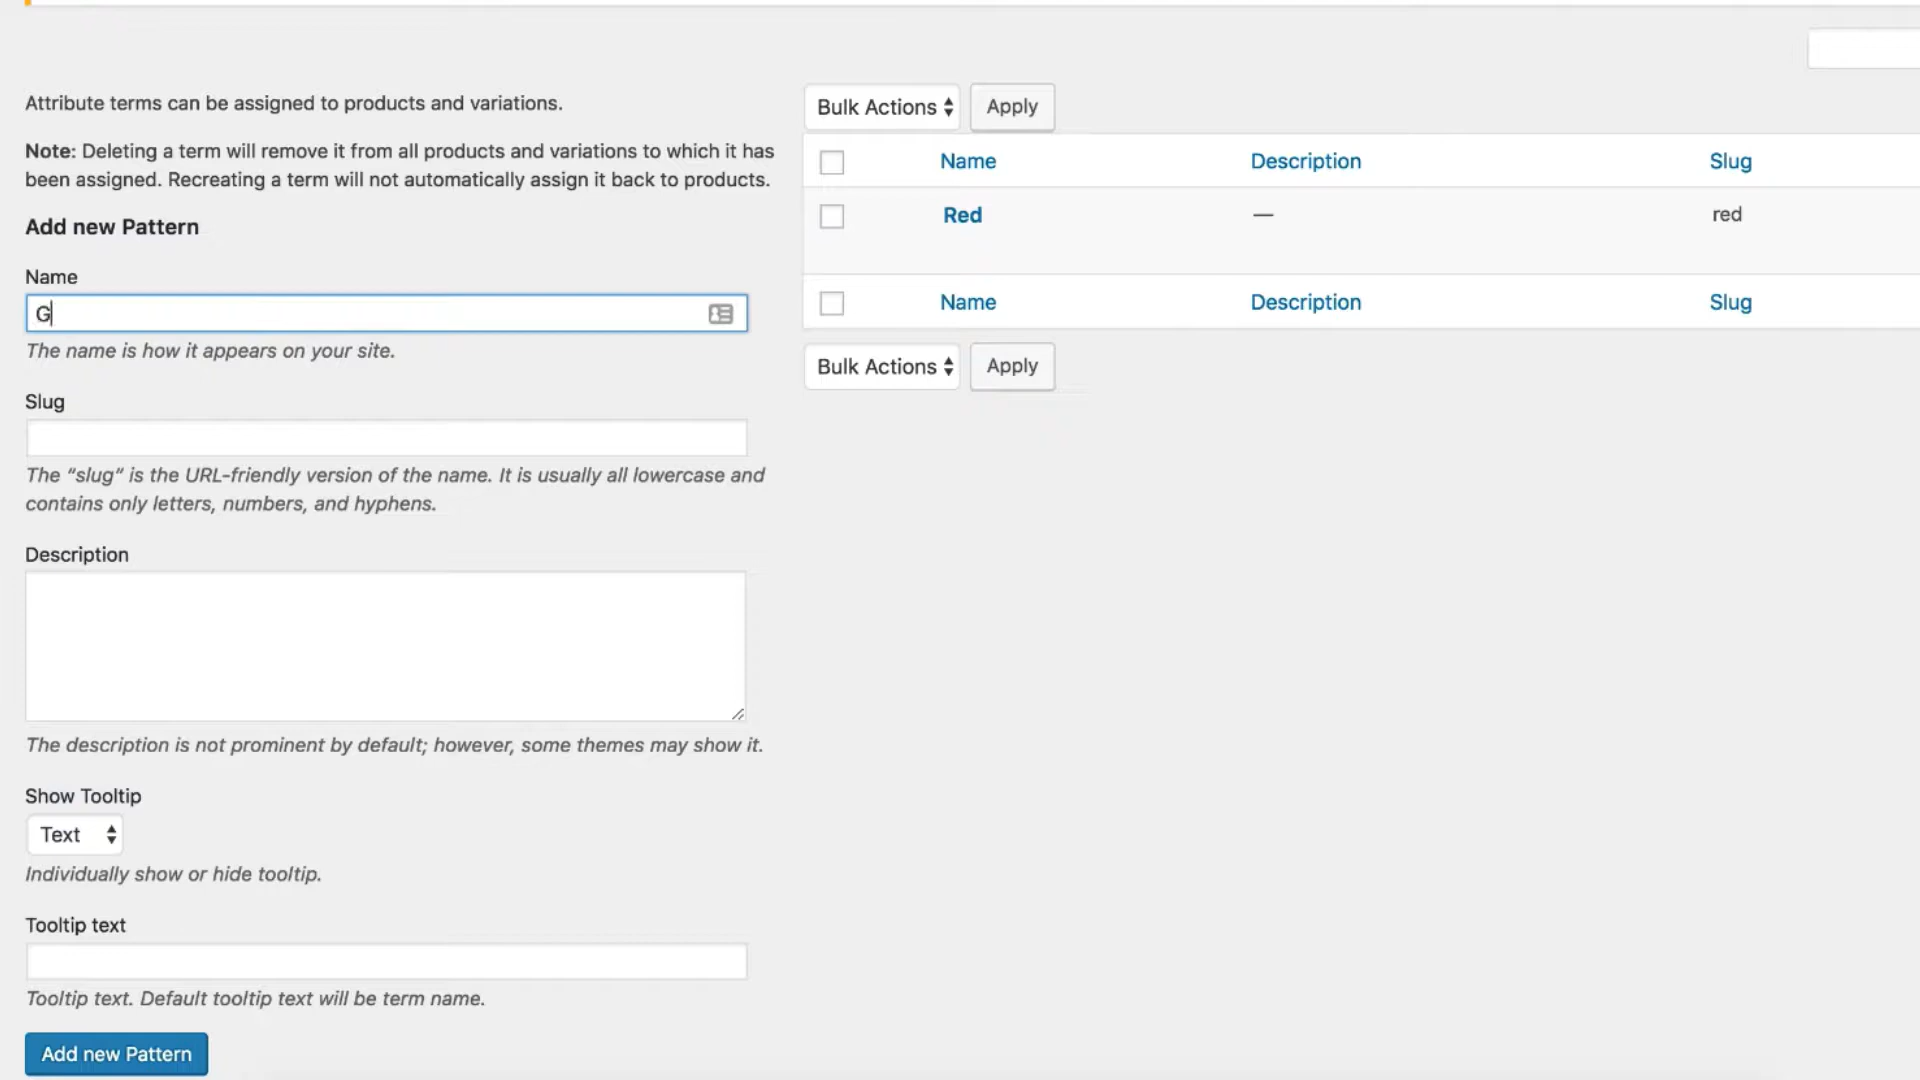 Attribute terms can be assigned to products and variations.
Note: Deleting a term will remove it from all products and variations to which it has
been assigned. Recreating a term will not automatically assign it back to products.
Add new Pattern
Name
G
The name is how it appears on your site.
Slug
The “slug” is the URL-friendly version of the name. It is usually all lowercase and
contains only letters, numbers, and hyphens.
Description
The description is not prominent by default; however, some themes may show it.
Show Tooltip
Text
Individually show or hide tooltip.
Tooltip text
Tooltip text. Default tooltip text will be term name.
Add new Pattern
Bulk Actions Apply
Name Description Slug
Red — red
Name Description Slug
Bulk Actions Apply